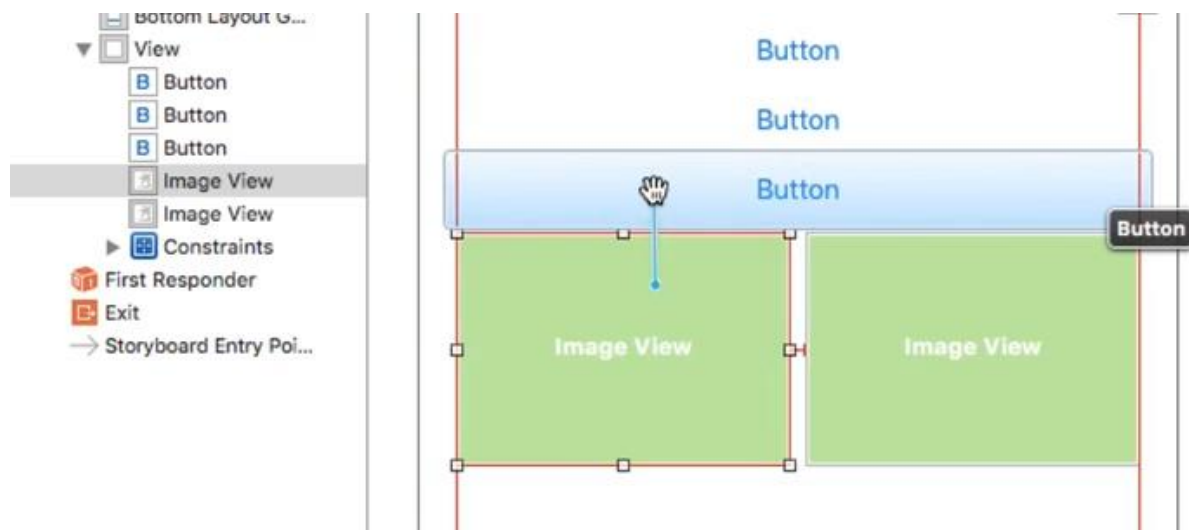 Bottom Layout G...
View
B Button
B Button
B Button
Image View
Image View
Constraints
First Responder
Exit
Storyboard Entry Poi...
Button
Button
Button
Button
Image View
Image View